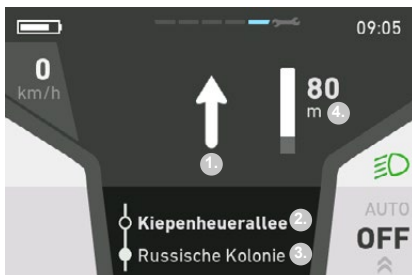 09:05
0
km/h
80
m 4.
1.
Kiepenheuerallee 2.
Russische Kolonie 3.
AUTO
OFF